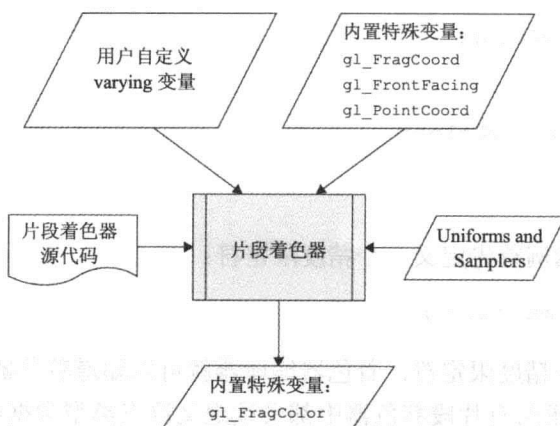 用户自定义
varying 变量
内置特殊变量：
gl_FragCoord
gl_FrontFacing
gl_PointCoord
片段着色器
源代码
片段着色器
Uniforms and
Samplers
内置特殊变量：
gl_FragColor